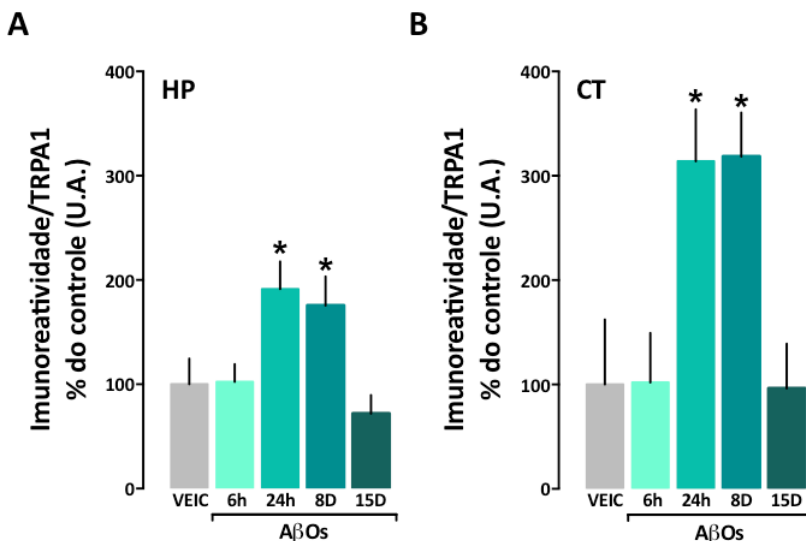 A
HP
Imunoreatividade/TRPA1
% do controle (U.A.)
400
300
200
100
0
*
*
VEIC 6h 24h 8D 15D
AβOs
B
CT
Imunoreatividade/TRPA1
% do controle (U.A.)
400
300
200
100
0
*
*
VEIC 6h 24h 8D 15D
AβOs